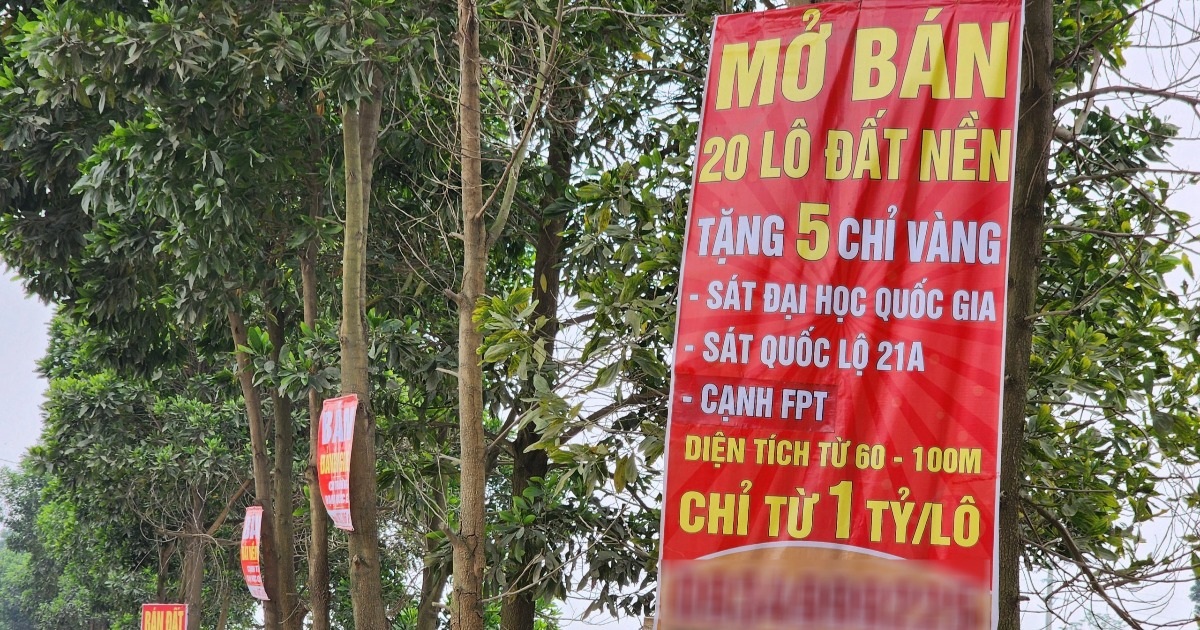 MỞ BÁN
20 LÔ ĐẤT NỀN
TẶNG 5 CHỈ VÀNG
- SÁT ĐẠI HỌC QUỐC GIA
- SÁT QUỐC LỘ 21A
- CẠNH FPT
DIỆN TÍCH TỪ 60 - 100M
CHỈ TỪ 1 TỶ/LÔ
BÁN
BÁN ĐẤT